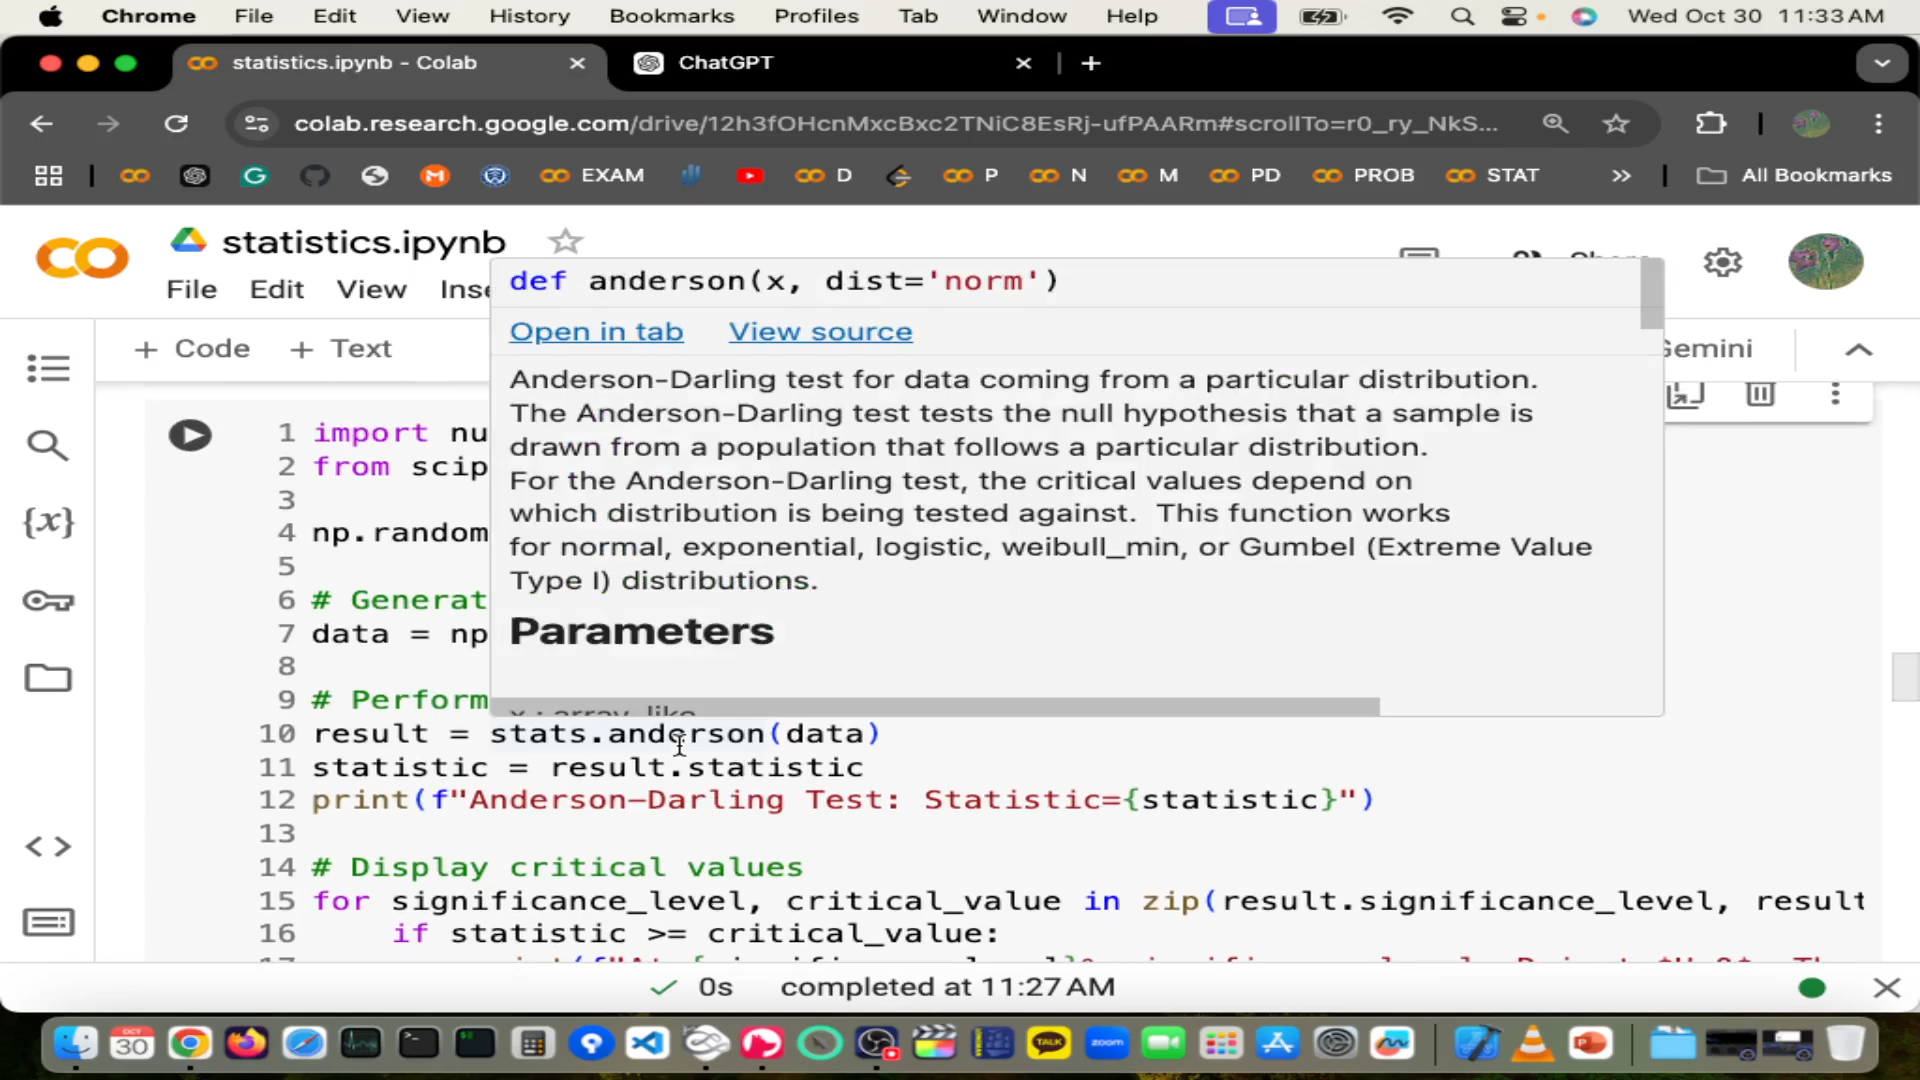 Chrome File Edit View History Bookmarks Profiles Tab Window Help Wed Oct 30 11:33 AM
statistics.ipynb - Colab ChatGPT
colab.research.google.com/drive/12h3fOHcnMxcBxc2TNiC8EsRj-ufPAARm#scrollTo=r0_ry_NkS...
EXAM D P N M PD PROB STAT » All Bookmarks
statistics.ipynb
File Edit View Inse
+ Code + Text Gemini
def anderson(x, dist='norm')
Open in tab View source
Anderson-Darling test for data coming from a particular distribution.
The Anderson-Darling test tests the null hypothesis that a sample is
drawn from a population that follows a particular distribution.
For the Anderson-Darling test, the critical values depend on
which distribution is being tested against. This function works
for normal, exponential, logistic, weibull_min, or Gumbel (Extreme Value
Type I) distributions.
Parameters
x : array_like
1 import nu
2 from scip
3
4 np.random
5
6 # Generat
7 data = np
8
9 # Perform
10 result = stats.anderson(data)
11 statistic = result.statistic
12 print(f"Anderson–Darling Test: Statistic={statistic}")
13
14 # Display critical values
15 for significance_level, critical_value in zip(result.significance_level, result
16 if statistic >= critical_value:
✓ 0s completed at 11:27 AM
OCT
30
TALK
zoom